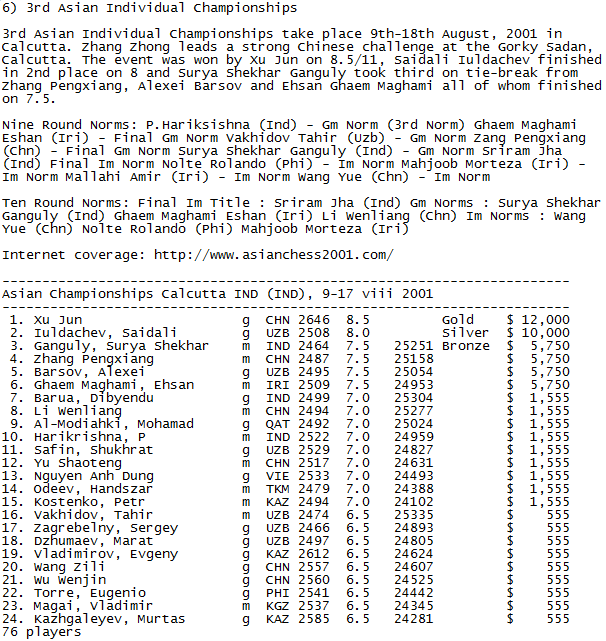 6) 3rd Asian Individual Championships
3rd Asian Individual Championships take place 9th-18th August, 2001 in
Calcutta. Zhang Zhong leads a strong Chinese challenge at the Gorky Sadan,
Calcutta. The event was won by Xu Jun on 8.5/11, Saidali Iuldachev finished
in 2nd place on 8 and Surya Shekhar Ganguly took third on tie-break from
Zhang Pengxiang, Alexei Barsov and Ehsan Ghaem Maghami all of whom finished
on 7.5.
Nine Round Norms: P.Hariksishna (Ind) - Gm Norm (3rd Norm) Ghaem Maghami
Eshan (Iri) - Final Gm Norm Vakhidov Tahir (Uzb) - Gm Norm Zang Pengxiang
(Chn) - Final Gm Norm Surya Shekhar Ganguly (Ind) - Gm Norm Sriram Jha
(Ind) Final Im Norm Nolte Rolando (Phi) - Im Norm Mahjoob Morteza (Iri) -
Im Norm Mallahi Amir (Iri) - Im Norm Wang Yue (Chn) - Im Norm
Ten Round Norms: Final Im Title : Sriram Jha (Ind) Gm Norms : Surya Shekhar
Ganguly (Ind) Ghaem Maghami Eshan (Iri) Li Wenliang (Chn) Im Norms : Wang
Yue (Chn) Nolte Rolando (Phi) Mahjoob Morteza (Iri)
Internet coverage: http://www.asianchess2001.com/
-----------------------------------------------------------------------
Asian Championships Calcutta IND (IND), 9-17 viii 2001
-----------------------------------------------------------------------
1. Xu Jun g CHN 2646 8.5 Gold $ 12,000
2. Iuldachev, Saidali g UZB 2508 8.0 Silver $ 10,000
3. Ganguly, Surya Shekhar m IND 2464 7.5 25251 Bronze $ 5,750
4. Zhang Pengxiang m CHN 2487 7.5 25158 $ 5,750
5. Barsov, Alexei g UZB 2495 7.5 25054 $ 5,750
6. Ghaem Maghami, Ehsan m IRI 2509 7.5 24953 $ 5,750
7. Barua, Dibyendu g IND 2499 7.0 25304 $ 1,555
8. Li Wenliang m CHN 2494 7.0 25277 $ 1,555
9. Al-Modiahki, Mohamad g QAT 2492 7.0 25024 $ 1,555
10. Harikrishna, P m IND 2522 7.0 24959 $ 1,555
11. Safin, Shukhrat g UZB 2529 7.0 24827 $ 1,555
12. Yu Shaoteng m CHN 2517 7.0 24631 $ 1,555
13. Nguyen Anh Dung g VIE 2533 7.0 24493 $ 1,555
14. Odeev, Handszar m TKM 2479 7.0 24388 $ 1,555
15. Kostenko, Petr m KAZ 2494 7.0 24102 $ 1,555
16. Vakhidov, Tahir m UZB 2474 6.5 25335 $ 555
17. Zagrebelny, Sergey g UZB 2466 6.5 24893 $ 555
18. Dzhumaev, Marat g UZB 2497 6.5 24805 $ 555
19. Vladimirov, Evgeny g KAZ 2612 6.5 24624 $ 555
20. Wang Zili g CHN 2557 6.5 24607 $ 555
21. Wu Wenjin g CHN 2560 6.5 24525 $ 555
22. Torre, Eugenio g PHI 2541 6.5 24442 $ 555
23. Magai, Vladimir m KGZ 2537 6.5 24345 $ 555
24. Kazhgaleyev, Murtas g KAZ 2585 6.5 24281 $ 555
76 players